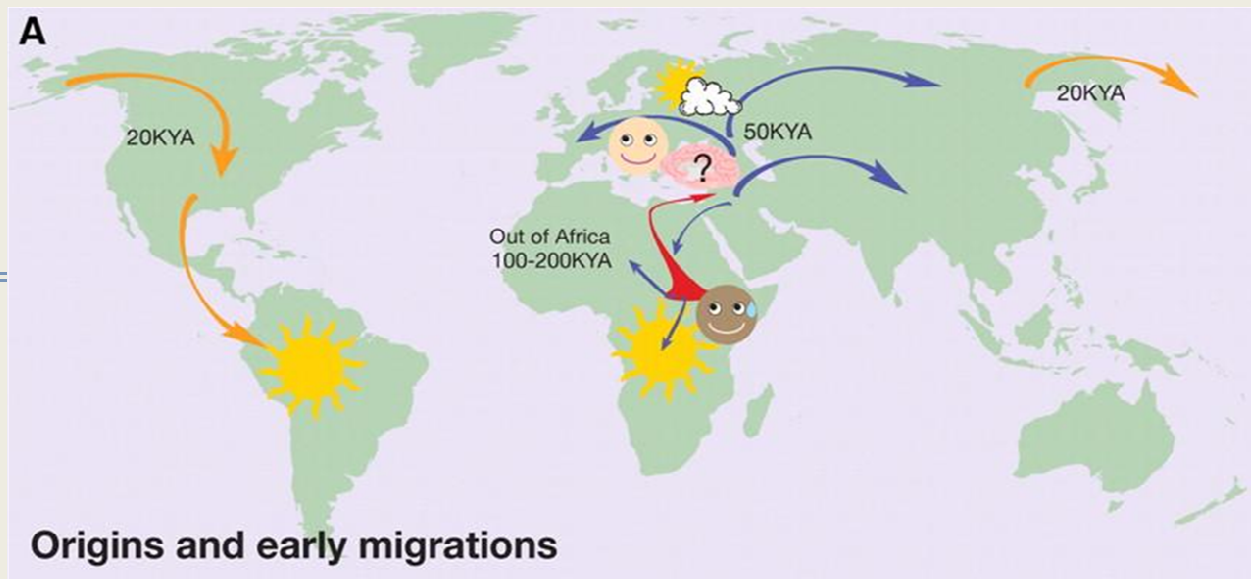 A
20KYA
20KYA
50KYA
?
Out of Africa
100-200KYA
Origins and early migrations